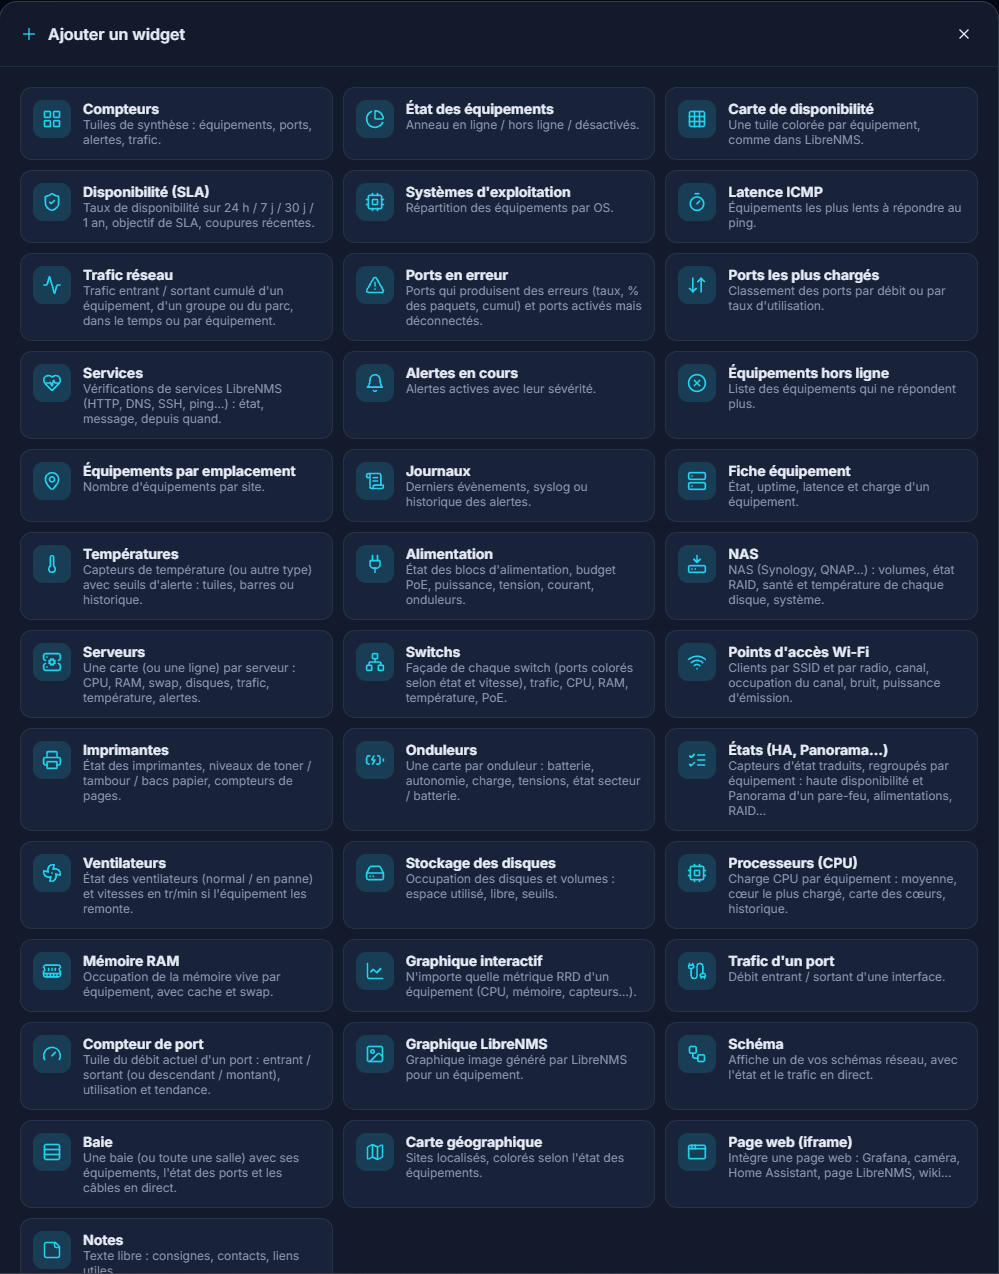 Ajouter un widget
Compteurs
Tuiles de synthèse : équipements, ports,
alertes, trafic.
État des équipements
Anneau en ligne / hors ligne / désactivés.
Carte de disponibilité
Une tuile colorée par équipement,
comme dans LibreNMS.
Disponibilité (SLA)
Taux de disponibilité sur 24 h / 7 j / 30 j /
1 an, objectif de SLA, coupures récentes.
Systèmes d'exploitation
Répartition des équipements par OS.
Latence ICMP
Équipements les plus lents à répondre au
ping.
Trafic réseau
Trafic entrant / sortant cumulé d'un
équipement, d'un groupe ou du parc,
dans le temps ou par équipement.
Ports en erreur
Ports qui produisent des erreurs (taux, %
des paquets, cumul) et ports activés mais
déconnectés.
Ports les plus chargés
Classement des ports par débit ou par
taux d'utilisation.
Services
Vérifications de services LibreNMS
(HTTP, DNS, SSH, ping…) : état,
message, depuis quand.
Alertes en cours
Alertes actives avec leur sévérité.
Équipements hors ligne
Liste des équipements qui ne répondent
plus.
Équipements par emplacement
Nombre d'équipements par site.
Journaux
Derniers évènements, syslog ou
historique des alertes.
Fiche équipement
État, uptime, latence et charge d'un
équipement.
Températures
Capteurs de température (ou autre type)
avec seuils d'alerte : tuiles, barres ou
historique.
Alimentation
État des blocs d'alimentation, budget
PoE, puissance, tension, courant,
onduleurs.
NAS
NAS (Synology, QNAP…) : volumes, état
RAID, santé et température de chaque
disque, système.
Serveurs
Une carte (ou une ligne) par serveur :
CPU, RAM, swap, disques, trafic,
température, alertes.
Switchs
Façade de chaque switch (ports colorés
selon état et vitesse), trafic, CPU, RAM,
température, PoE.
Points d'accès Wi-Fi
Clients par SSID et par radio, canal,
occupation du canal, bruit, puissance
d'émission.
Imprimantes
État des imprimantes, niveaux de toner /
tambour / bacs papier, compteurs de
pages.
Onduleurs
Une carte par onduleur : batterie,
autonomie, charge, tensions, état secteur
/ batterie.
États (HA, Panorama…)
Capteurs d'état traduits, regroupés par
équipement : haute disponibilité et
Panorama d'un pare-feu, alimentations,
RAID…
Ventilateurs
État des ventilateurs (normal / en panne)
et vitesses en tr/min si l'équipement les
remonte.
Stockage des disques
Occupation des disques et volumes :
espace utilisé, libre, seuils.
Processeurs (CPU)
Charge CPU par équipement : moyenne,
cœur le plus chargé, carte des cœurs,
historique.
Mémoire RAM
Occupation de la mémoire vive par
équipement, avec cache et swap.
Graphique interactif
N'importe quelle métrique RRD d'un
équipement (CPU, mémoire, capteurs…).
Trafic d'un port
Débit entrant / sortant d'une interface.
Compteur de port
Tuile du débit actuel d'un port : entrant /
sortant (ou descendant / montant),
utilisation et tendance.
Graphique LibreNMS
Graphique image généré par LibreNMS
pour un équipement.
Schéma
Affiche un de vos schémas réseau, avec
l'état et le trafic en direct.
Baie
Une baie (ou toute une salle) avec ses
équipements, l'état des ports et les
câbles en direct.
Carte géographique
Sites localisés, colorés selon l'état des
équipements.
Page web (iframe)
Intègre une page web : Grafana, caméra,
Home Assistant, page LibreNMS, wiki…
Notes
Texte libre : consignes, contacts, liens
utiles.